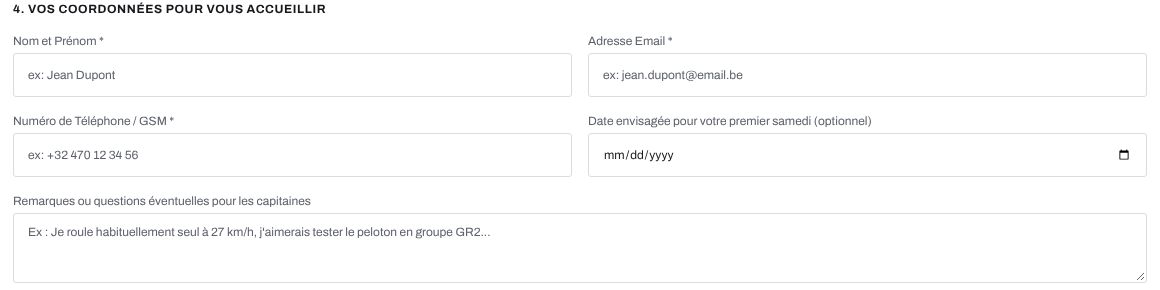 4. VOS COORDONNÉES POUR VOUS ACCUEILLIR
Nom et Prénom *
Adresse Email *
ex: Jean Dupont
ex: jean.dupont@email.be
Numéro de Téléphone / GSM *
Date envisagée pour votre premier samedi (optionnel)
ex: +32 470 12 34 56
mm/dd/yyyy
Remarques ou questions éventuelles pour les capitaines
Ex : Je roule habituellement seul à 27 km/h, j'aimerais tester le peloton en groupe GR2...